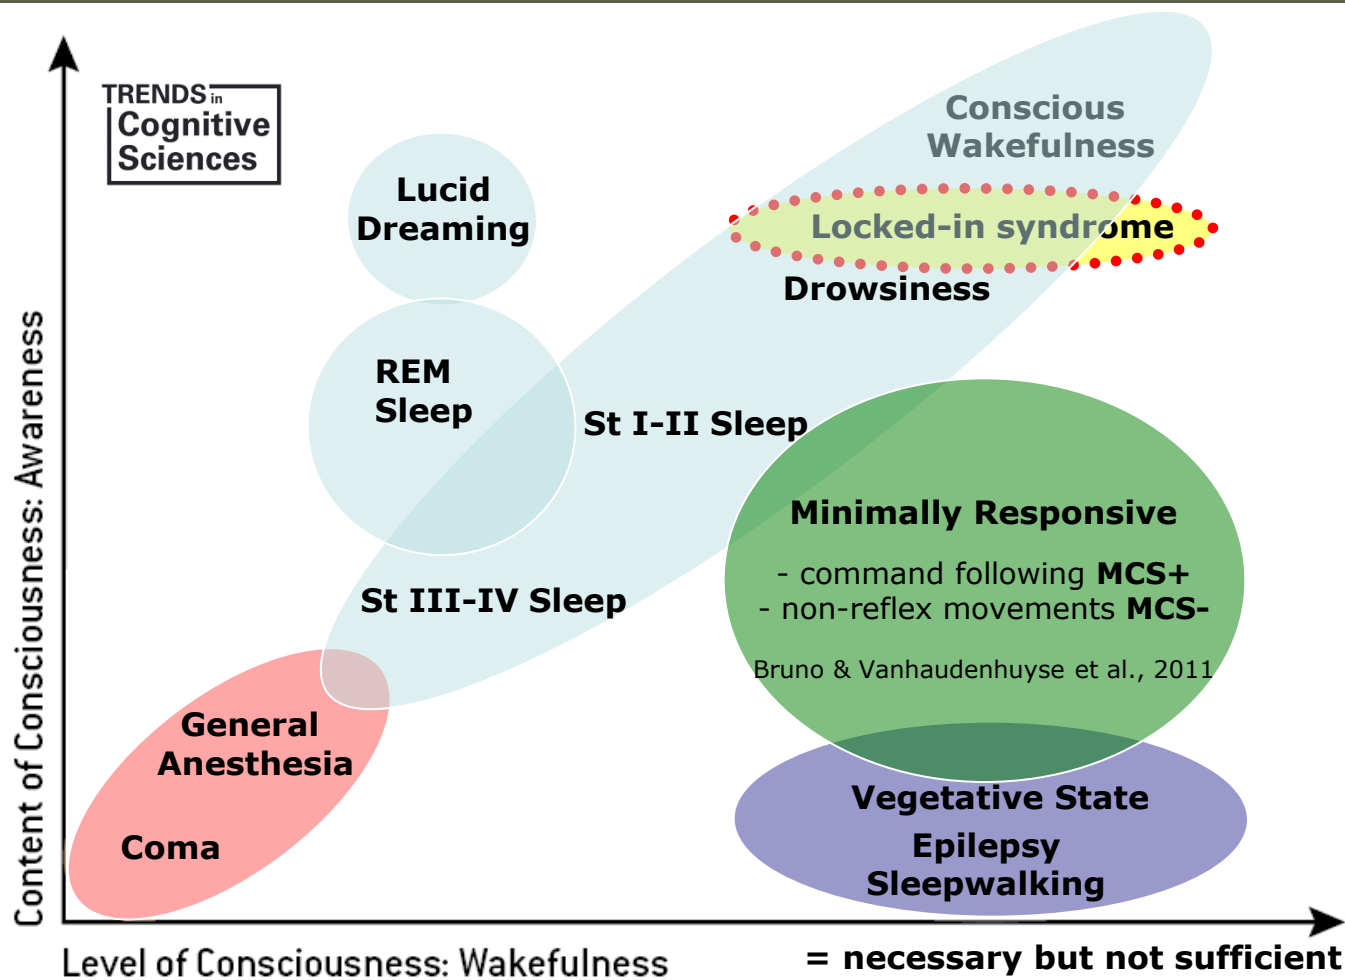 TRENDS in
Cognitive
Sciences
Conscious
Wakefulness
Lucid
Dreaming
Locked-in syndrome
Drowsiness
REM
Sleep
St I-II Sleep
Minimally Responsive
- command following MCS+
- non-reflex movements MCS-
Bruno & Vanhaudenhuyse et al., 2011
St III-IV Sleep
General
Anesthesia
Coma
Vegetative State
Epilepsy
Sleepwalking
Content of Consciousness: Awareness
Level of Consciousness: Wakefulness
= necessary but not sufficient